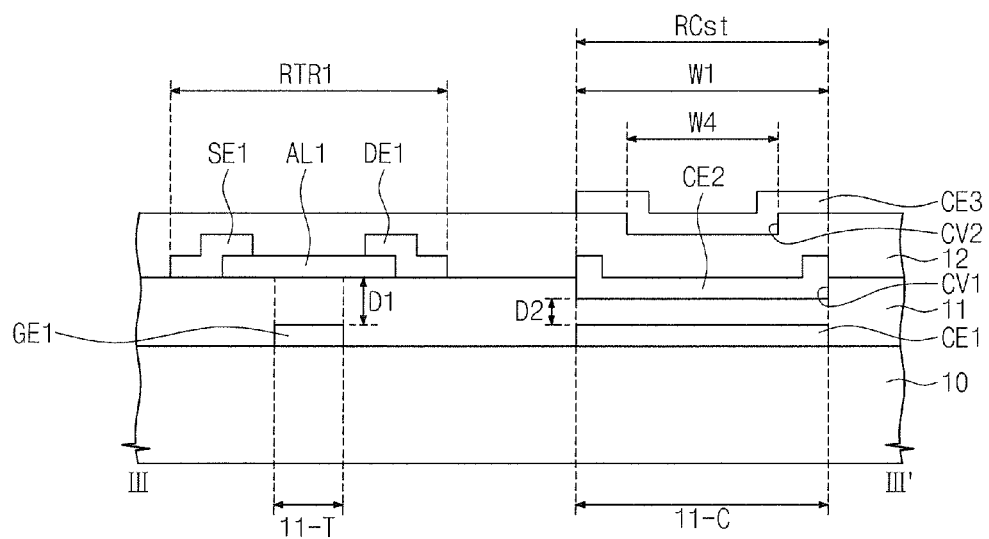 RCst
RTR1
W1
W4
SE1
AL1
DE1
CE2
CE3
CV2
12
D1
CV1
D2
11
GE1
CE1
10
Ⅲ
Ⅲ'
11-T
11-C